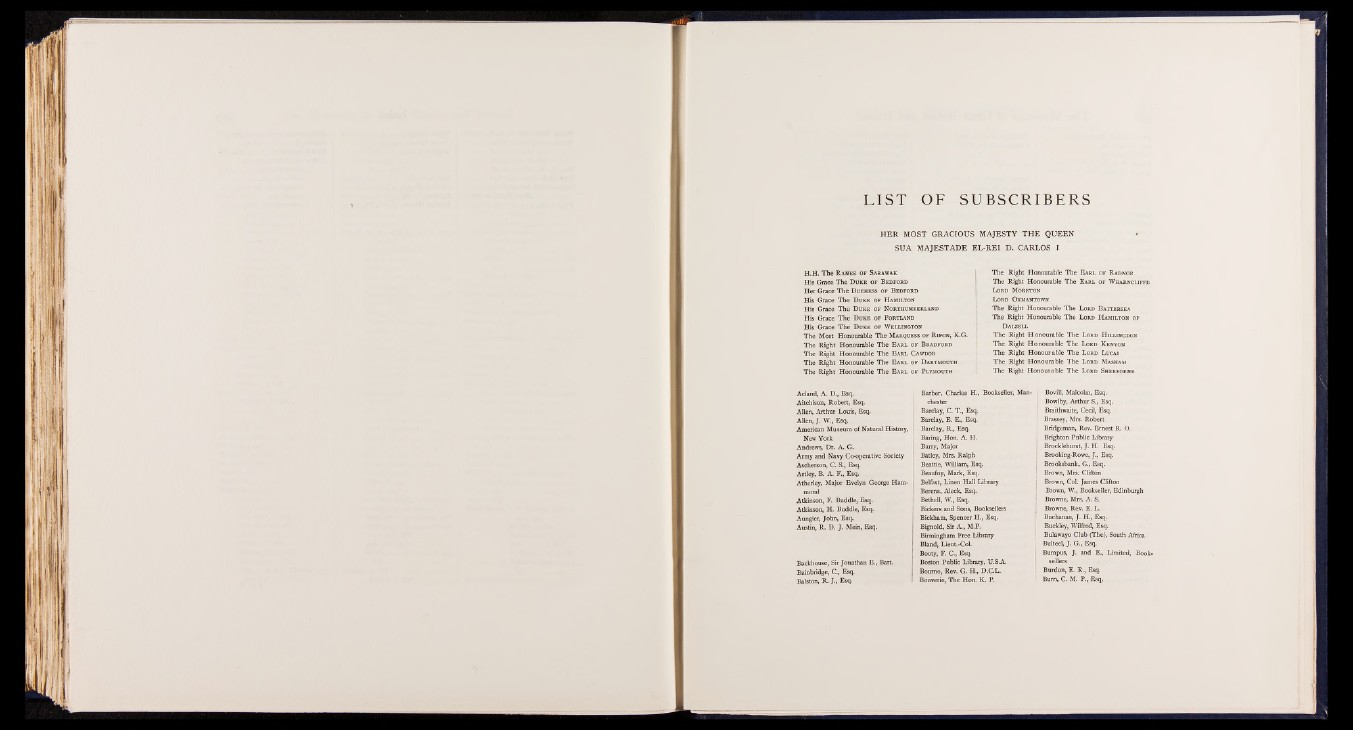 LIST OF SUBSCRIBERS
HER MOST GRACIOUS MAJESTY THE QUEEN
SUA MAJESTADE EL-REI D. CARLOS I
H.H. The RANEE OF SARAWAK
His Grace The DUKE OF BEDFORD
Her Grace The DUCHESS OF BEDFORD
His Grace The DUKE OF HAMILTON
His Grace The DUKE OF NORTHUMBERLAND
His Grace The DUKE OF PORTLAND
His Grace The DUKE OF WELLINGTON
The Most Honourable The MARQUESS OF RIPON, K.G.
The Right Honourable The EARL OF BRADFORD
The Right Honourable The EARL CAWDOR
The Right Honourable The EARL OF DARTMOUTH
The Right Honourable The EARL OF PLYMOUTH
The Right Honourable The EARL OF RADNOR
The Right Honourable The EARL OF WHARNCLIFFE
LORD MORETON
LORD OXMANTOWN
The Right Honourable The LORD BATTERSEA
The Right Honourable The LORD HAMILTON OF
DALZELL
The Right Honourable The LORD HILLINGDON
The Right Honourable The LORD KENYON
The Right Honourable The LORD LUCAS
The Right Honourable The LORD MASHAM
The Right Honourable The LORD SHERBORNE
Acland, A. D., Esq.
Aitchison, Robert, Esq.
Allen, Arthur Louis, Esq.
Allen, J. W., Esq.
American Museum of Natural History,
New York
Andrews, Dr. A. G.
Army and Navy Co-operative Society
Ascherson, C. S., Esq.
Astley, B. A. F., Esq.
Atherley, Major Evelyn George Ham-
mond
Atkinson, F. Buddle, Esq.
Atkinson, H. Buddle, Esq.
Aungier, John, Esq.
Austin, R. D. J. Mein, Esq.
Backhouse, Sir Jonathan E., Bart.
Bainbridge, C., Esq.
Balston, R. J., Esq.
Barber, Charles H., Bookseller, Man-
chester
Barclay, C. T., Esq.
Barclay, B. E., Esq.
Barclay, R., Esq.
Baring, Hon. A. H.
Barry, Major
Batley, Mrs. Ralph
Beattie, William, Esq.
Beaufoy, Mark, Esq.
Belfast, Linen Hall Library
Berens, Aleck, Esq.
Bethell, W., Esq.
Bickers and Sons, Booksellers
Bickham, Spencer H., Esq.
Bignold, Sir A., M.P.
Birmingham Free Library
Bland, Lieut.-Col.
Booty, F. C., Esq.
Boston Public Library, U.S.A.
Bourne, Rev. G. H., D.C.L.
Bouverie, The Hon. K. P.
Bovill, Malcolm, Esq.
Bowlby, Arthur S., Esq.
Braithwaite, Cecil, Esq.
Brassey, Mrs. Robert
Bridgeman, Rev. Ernest R. O.
Brighton Public Library
Brocklehurst, J. H. Esq.
Brooking-Rowe, J., Esq.
Brooksbank, G., Esq.
Brown, Mrs. Clifton
Brown, Col. James Clifton
Brown, W., Bookseller, Edinburgh
Browne, Mrs. A. S.
Browne, Rev. E. L.
Buchanan, J. H., Esq.
Buckley, Wilfred, Esq.
Bulawayo Club (The), South Africa
Bulteel, J. G., Esq.
Bumpus, J. and E., Limited, Book-
sellers
Burdon, E. R., Esq.
Burn, C. M. P., Esq.